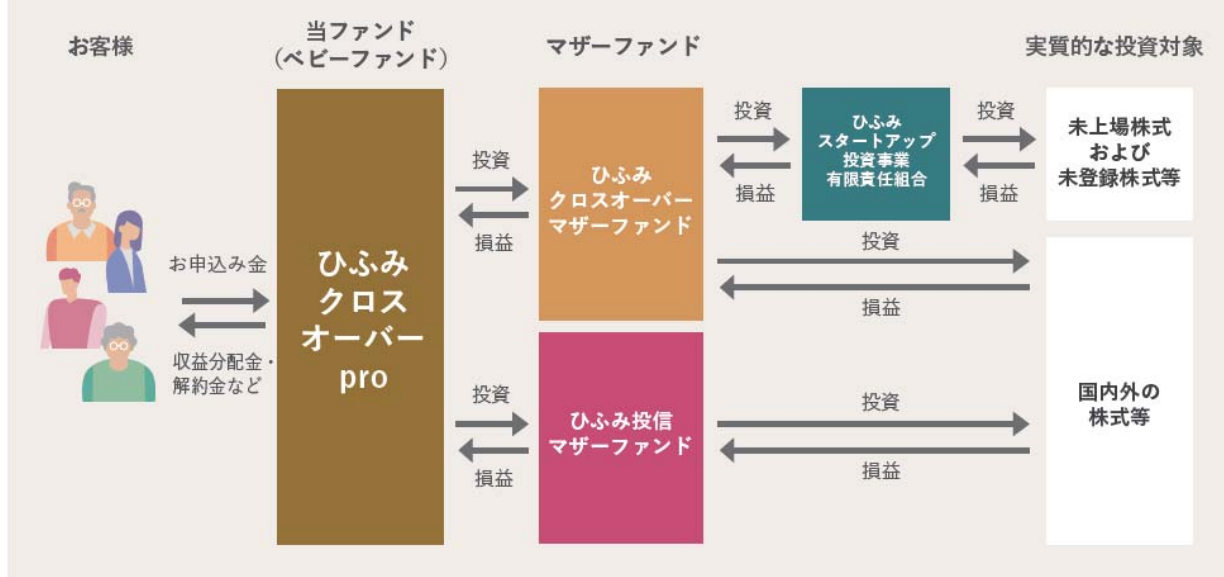 お客様
当ファンド
（ベビーファンド）
マザーファンド
実質的な投資対象
お申込み金
収益分配金・
解約金など
ひふみ
クロス
オーバー
pro
投資
損益
ひふみ
クロスオーバー
マザーファンド
投資
損益
ひふみ
スタートアップ
投資事業
有限責任組合
投資
損益
未上場株式
および
未登録株式等
投資
損益
投資
損益
ひふみ投信
マザーファンド
投資
損益
国内外の
株式等